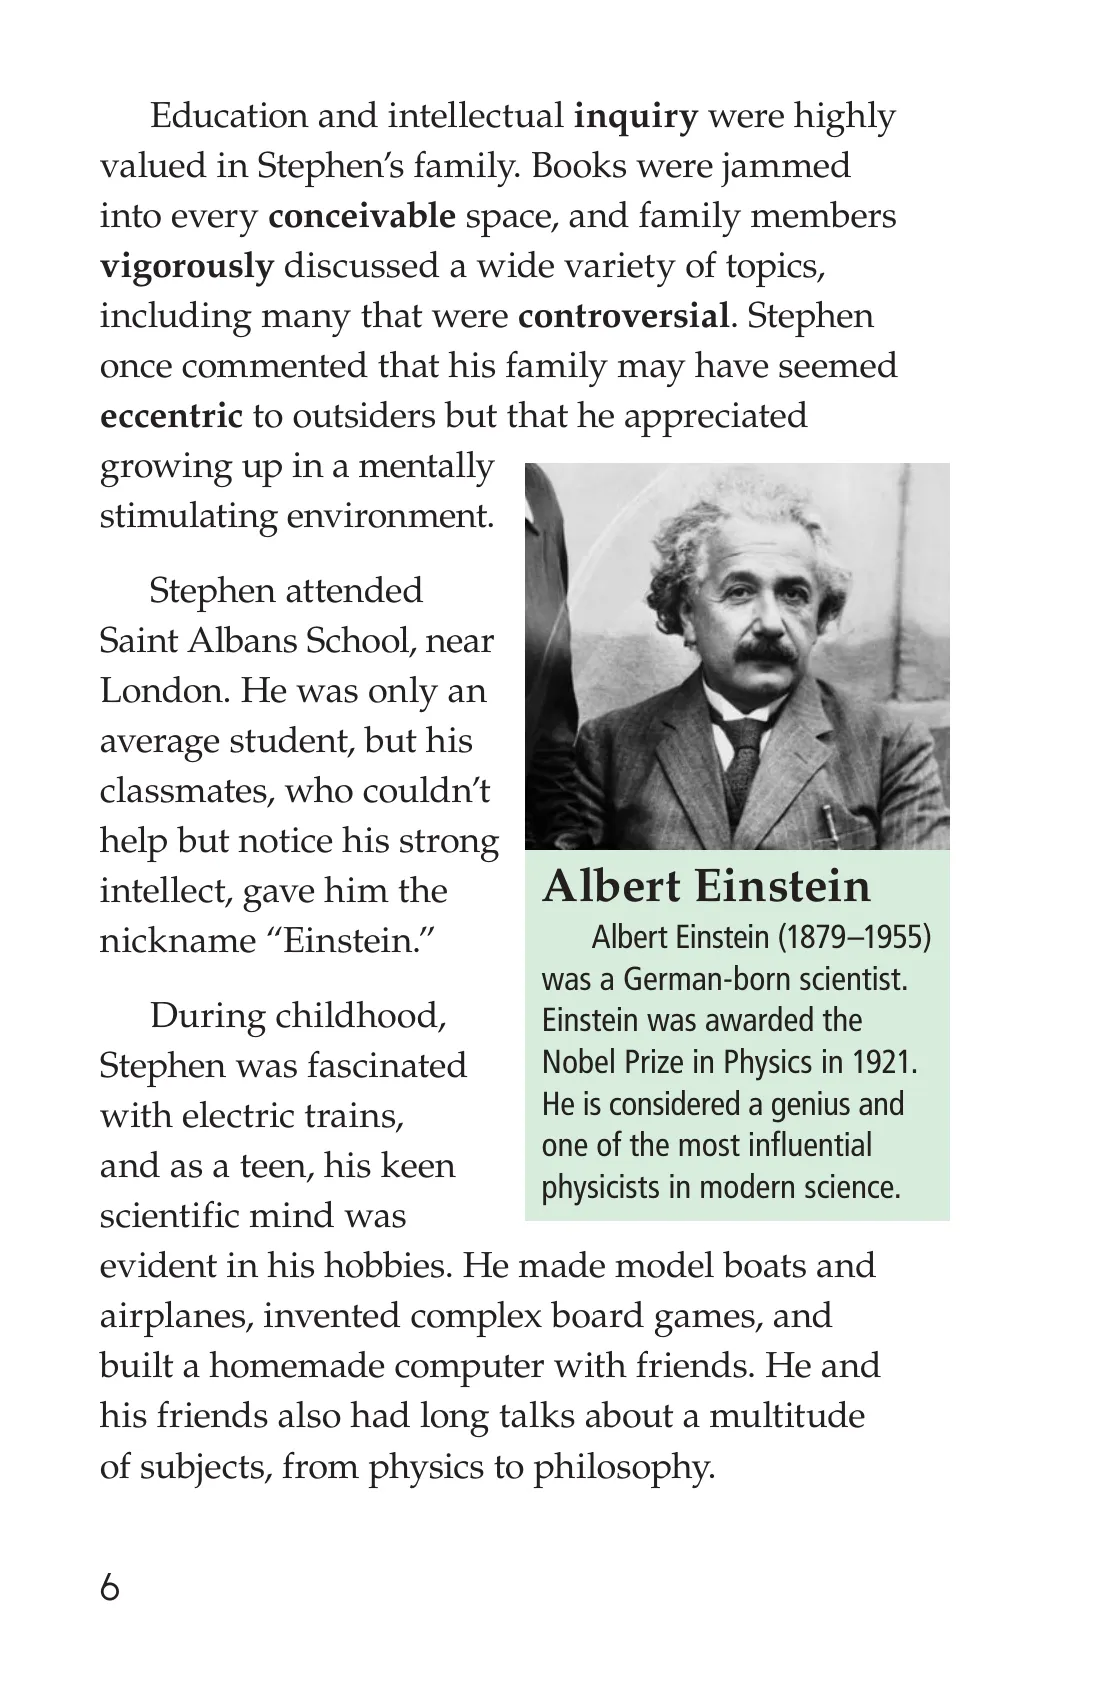 Education and intellectual inquiry were highly
valued in Stephen’s family. Books were jammed
into every conceivable space, and family members
vigorously discussed a wide variety of topics,
including many that were controversial. Stephen
once commented that his family may have seemed
eccentric to outsiders but that he appreciated
growing up in a mentally
stimulating environment.
Stephen attended
Saint Albans School, near
London. He was only an
average student, but his
classmates, who couldn’t
help but notice his strong
intellect, gave him the
nickname “Einstein.”
During childhood,
Stephen was fascinated
with electric trains,
and as a teen, his keen
scientific mind was
evident in his hobbies. He made model boats and
airplanes, invented complex board games, and
built a homemade computer with friends. He and
his friends also had long talks about a multitude
of subjects, from physics to philosophy.
Albert Einstein
Albert Einstein (1879–1955)
was a German-born scientist.
Einstein was awarded the
Nobel Prize in Physics in 1921.
He is considered a genius and
one of the most influential
physicists in modern science.
6